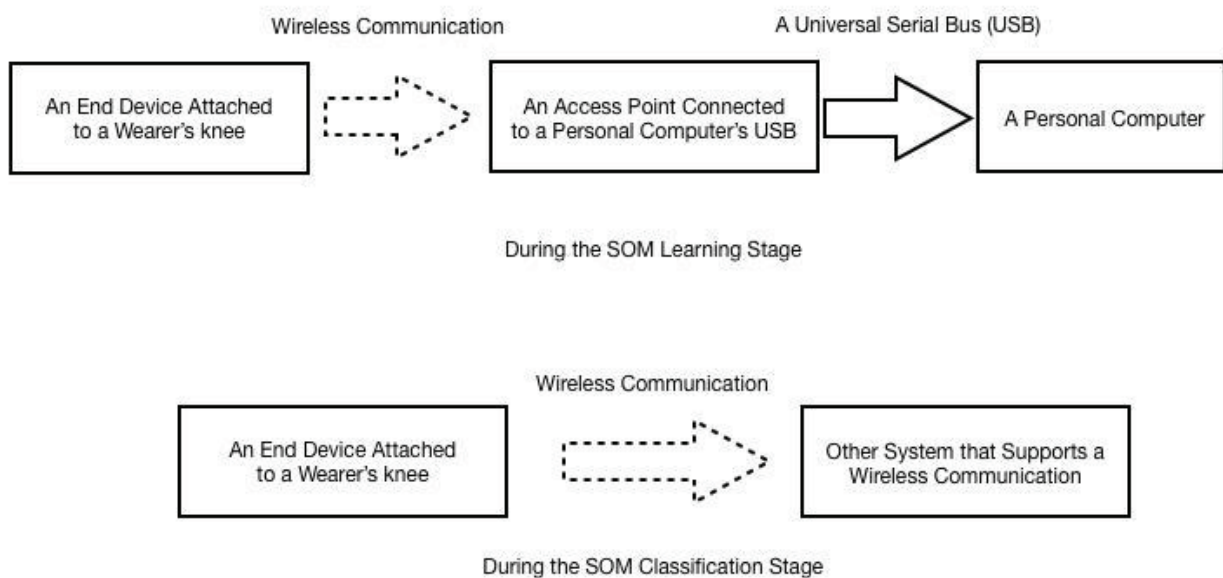 Wireless Communication
A Universal Serial Bus (USB)
An End Device Attached
to a Wearer's knee
An Access Point Connected
to a Personal Computer's USB
A Personal Computer
During the SOM Learning Stage
Wireless Communication
An End Device Attached
to a Wearer's knee
Other System that Supports a
Wireless Communication
During the SOM Classification Stage